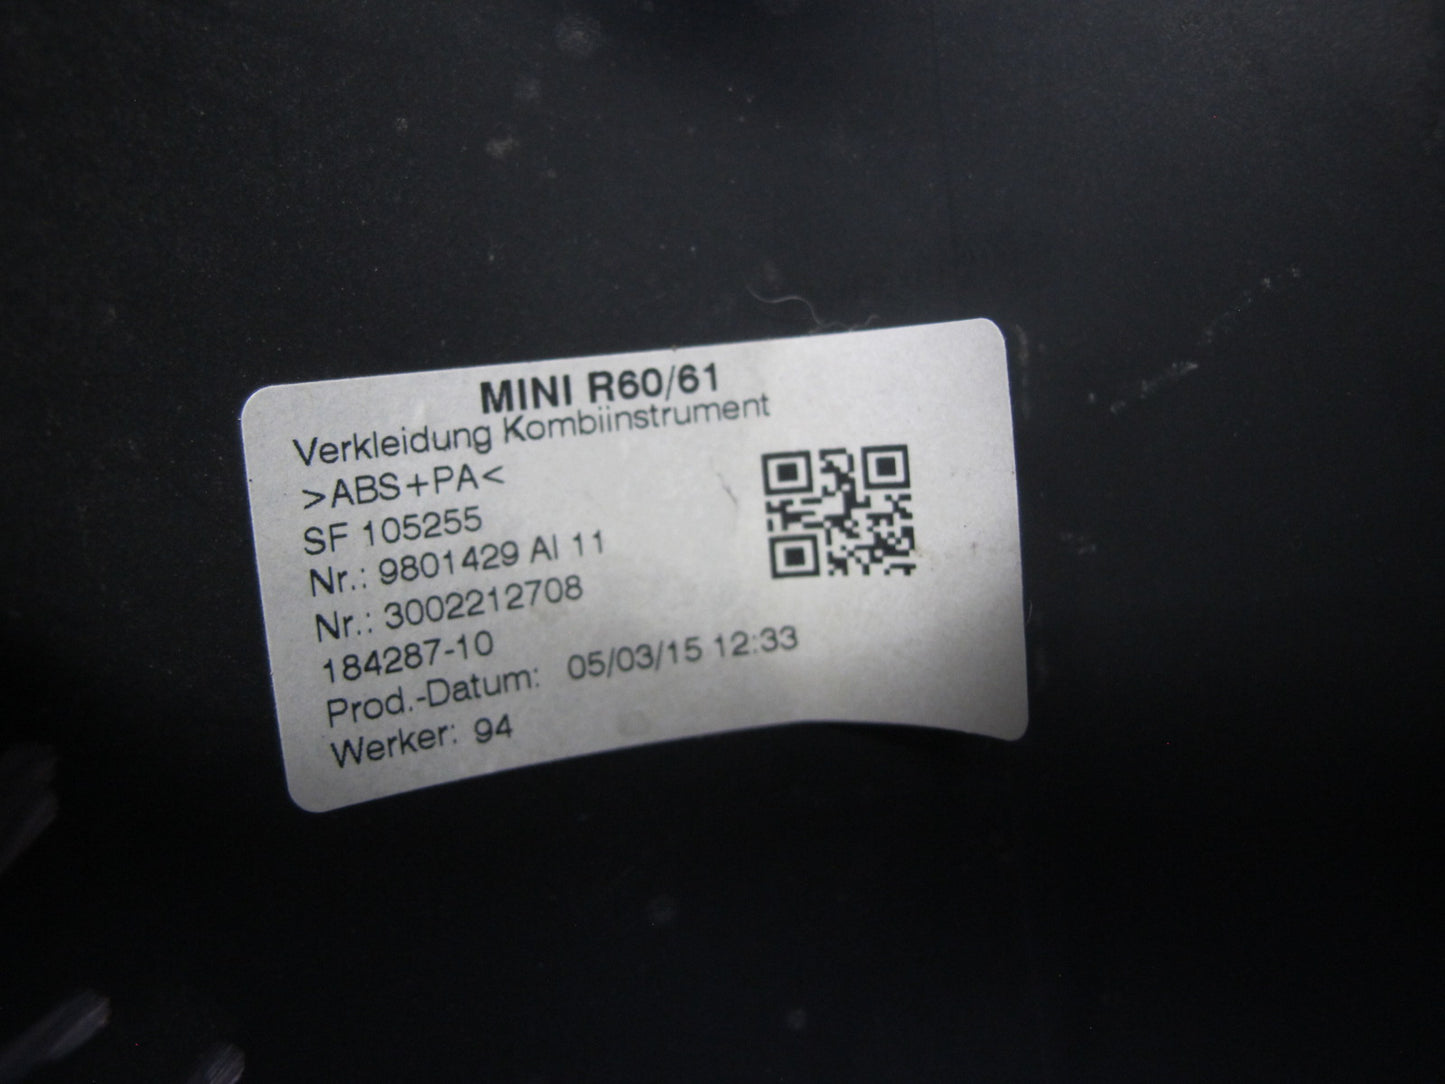 MINI R60/61
Verkleidung Kombiinstrument
>ABS+PA<
SF 105255
Nr.: 9801429 AI 11
Nr.: 3002212708
184287-10
Prod.-Datum: 05/03/15 12:33
Werker: 94